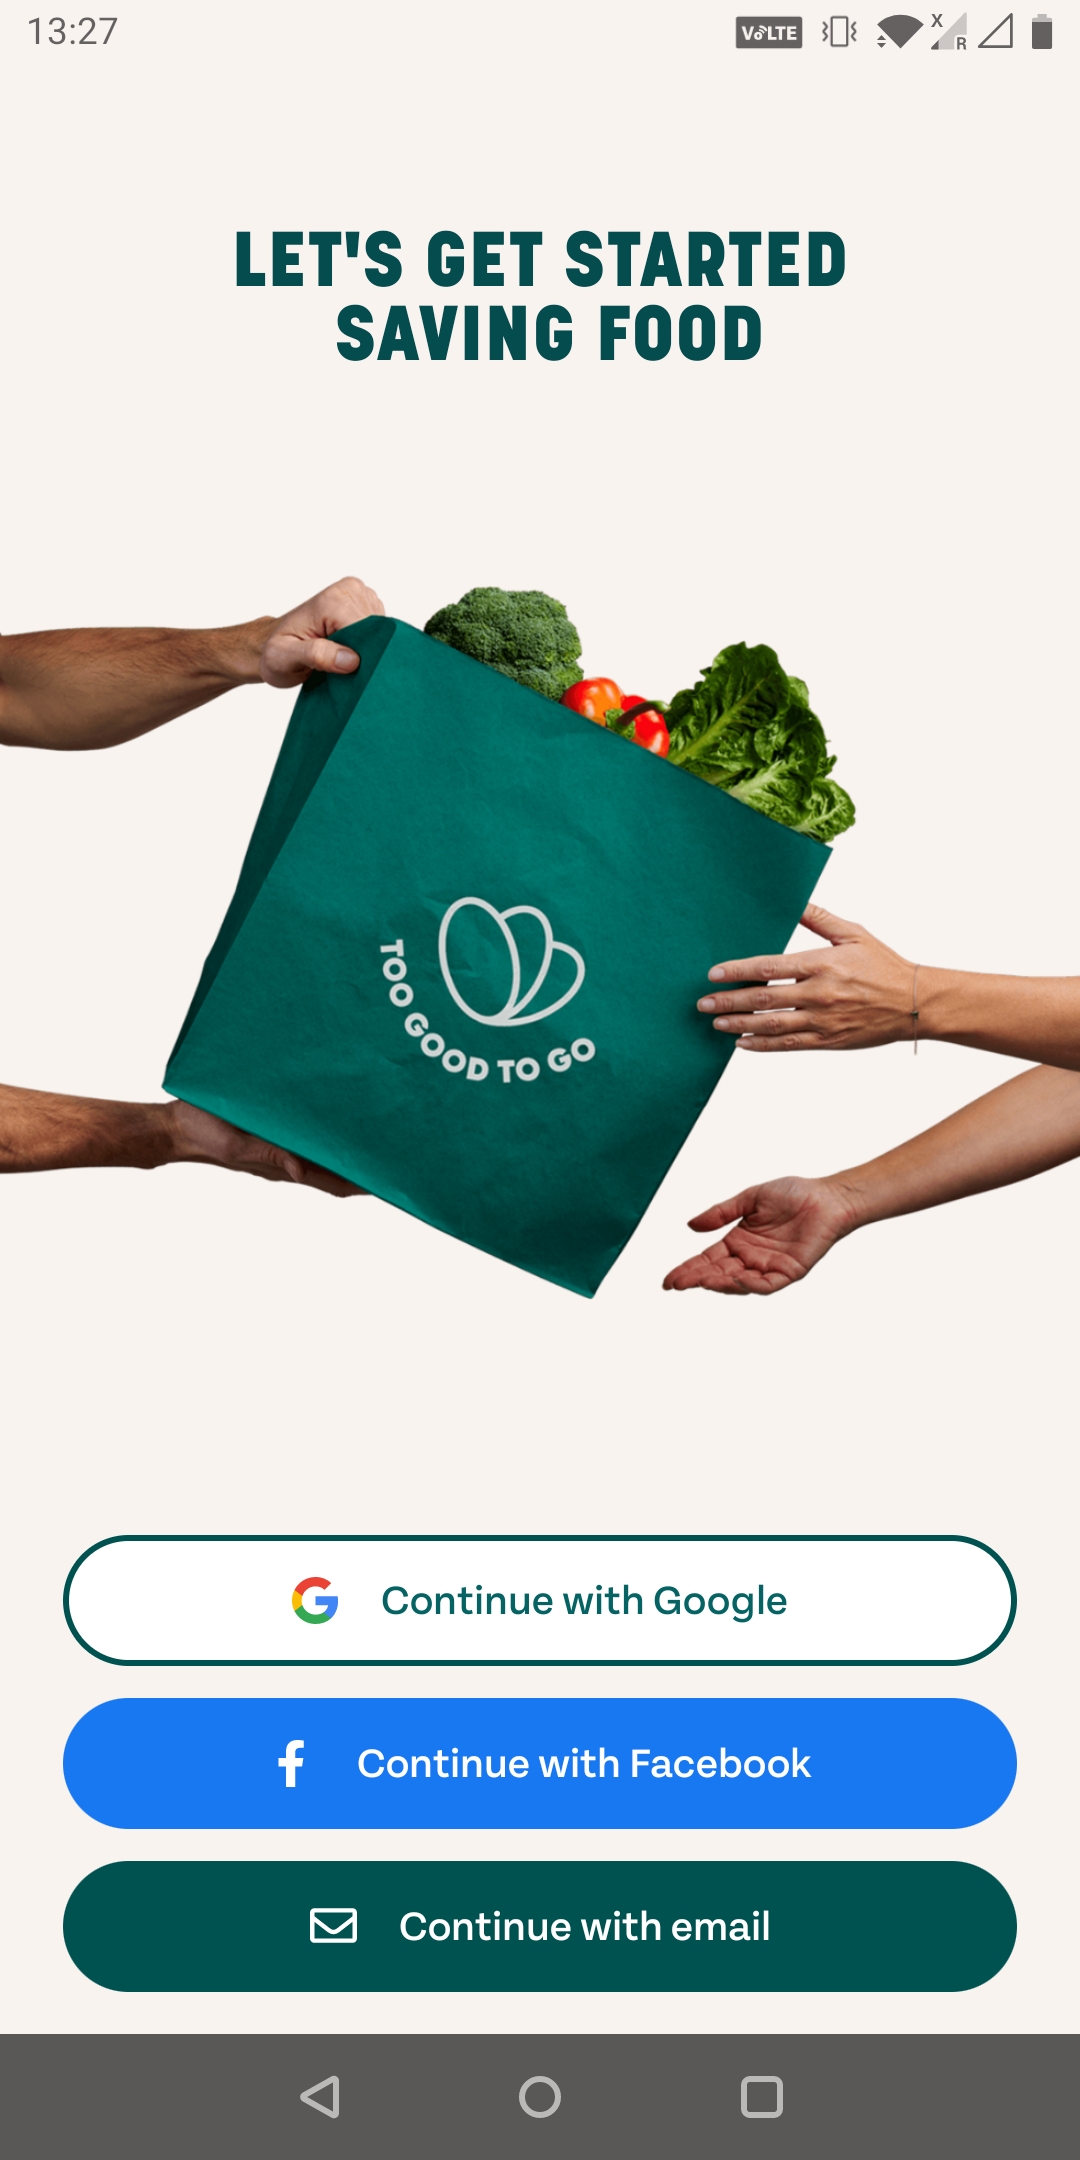 13:27
VoLTE
X
R
LET'S GET STARTED
SAVING FOOD
TOO GOOD TO GO
Continue with Google
Continue with Facebook
Continue with email